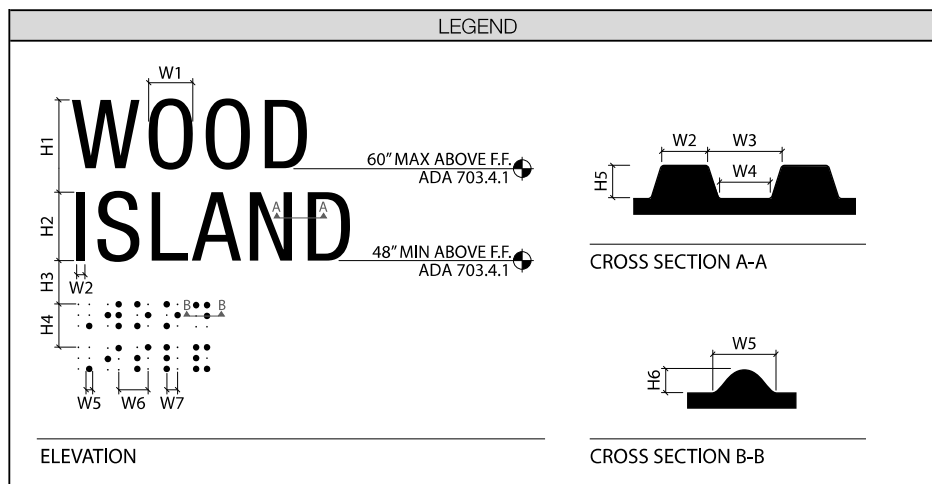 LEGEND
W1
H1
WOOD
60" MAX ABOVE F.F.
ADA 703.4.1
H2
ISLAND
A A
48" MIN ABOVE F.F.
ADA 703.4.1
W2
H3
B B
H4
W5 W6 W7
ELEVATION
W2 W3
W4
H5
CROSS SECTION A-A
W5
H6
CROSS SECTION B-B